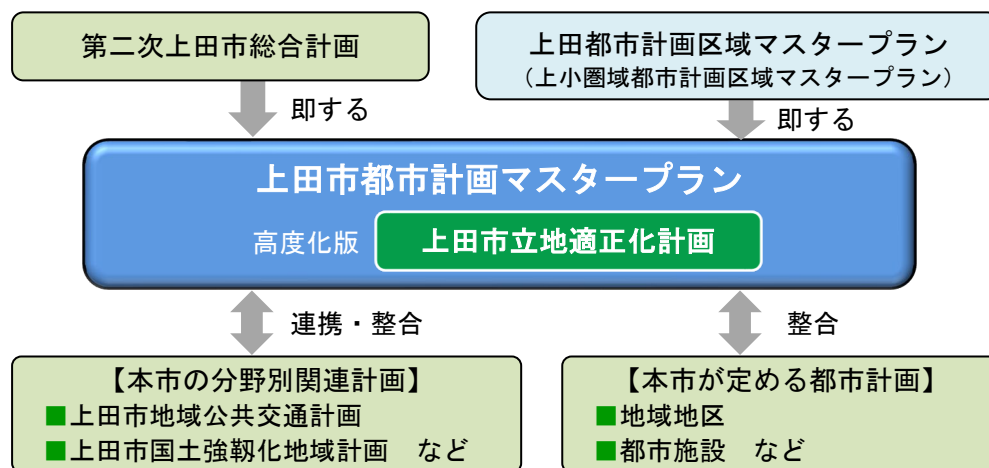 第二次上田市総合計画
上田都市計画区域マスタープラン
（上小圏域都市計画区域マスタープラン）
即する
即する
上田市都市計画マスタープラン
高度化版
上田市立地適正化計画
連携・整合
整合
【本市の分野別関連計画】
■上田市地域公共交通計画
■上田市国土強靱化地域計画　など
【本市が定める都市計画】
■地域地区
■都市施設　など